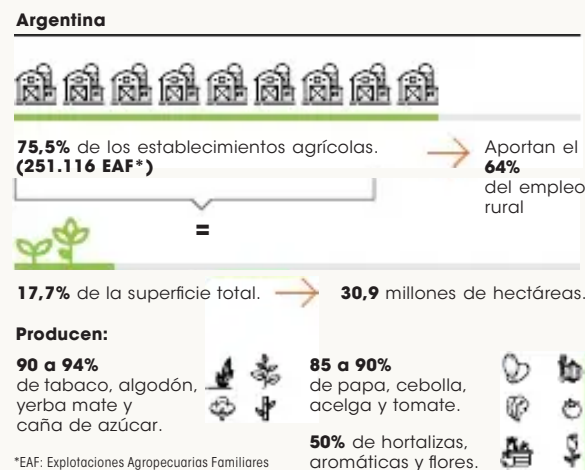 Argentina
75,5% de los establecimientos agrícolas.
(251.116 EAF*)
Aportan el
64%
del empleo
rural
=
17,7% de la superficie total.
30,9 millones de hectáreas.
Producen:
90 a 94%
de tabaco, algodón,
yerba mate y
caña de azúcar.
85 a 90%
de papa, cebolla,
acelga y tomate.
50% de hortalizas,
aromáticas y flores.
*EAF: Explotaciones Agropecuarias Familiares